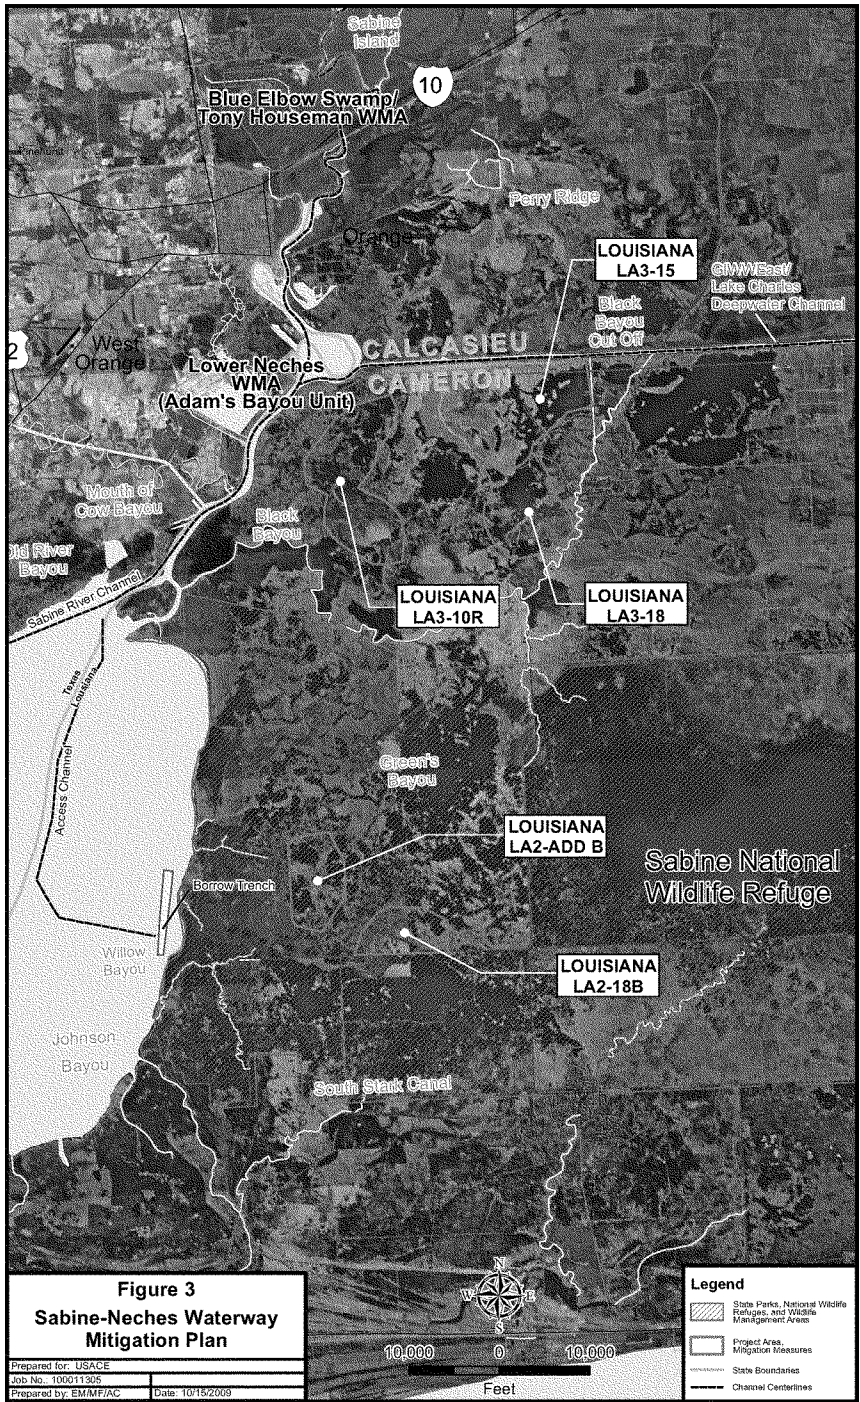 Sabine
Island
10
Blue Elbow Swamp/
Tony Houseman WMA
Pinehurst
Perry Ridge
Orange
LOUISIANA
LA3-15
GIWW East/
Lake Charles
Deepwater Channel
Black
Bayou
Cut Off
2
West
Orange
CALCASIEU
CAMERON
Lower Neches
WMA
(Adam's Bayou Unit)
Mouth of
Cow Bayou
Black
Bayou
Old River
Bayou
Sabine River Channel
LOUISIANA
LA3-10R
LOUISIANA
LA3-18
Texas
Louisiana
Access Channel
Green's
Bayou
LOUISIANA
LA2-ADD B
Sabine National
Wildlife Refuge
Borrow Trench
LOUISIANA
LA2-18B
Willow
Bayou
Johnson
Bayou
South Stark Canal
N
W E
S
10,000 0 10,000
Feet
Figure 3
Sabine-Neches Waterway
Mitigation Plan
Prepared for: USACE
Job No.: 100011305
Prepared by: EM/MF/AC
Date: 10/15/2009
Legend
State Parks, National Wildlife
Refuges, and Wildlife
Management Areas
Project Area,
Mitigation Measures
State Boundaries
Channel Centerlines